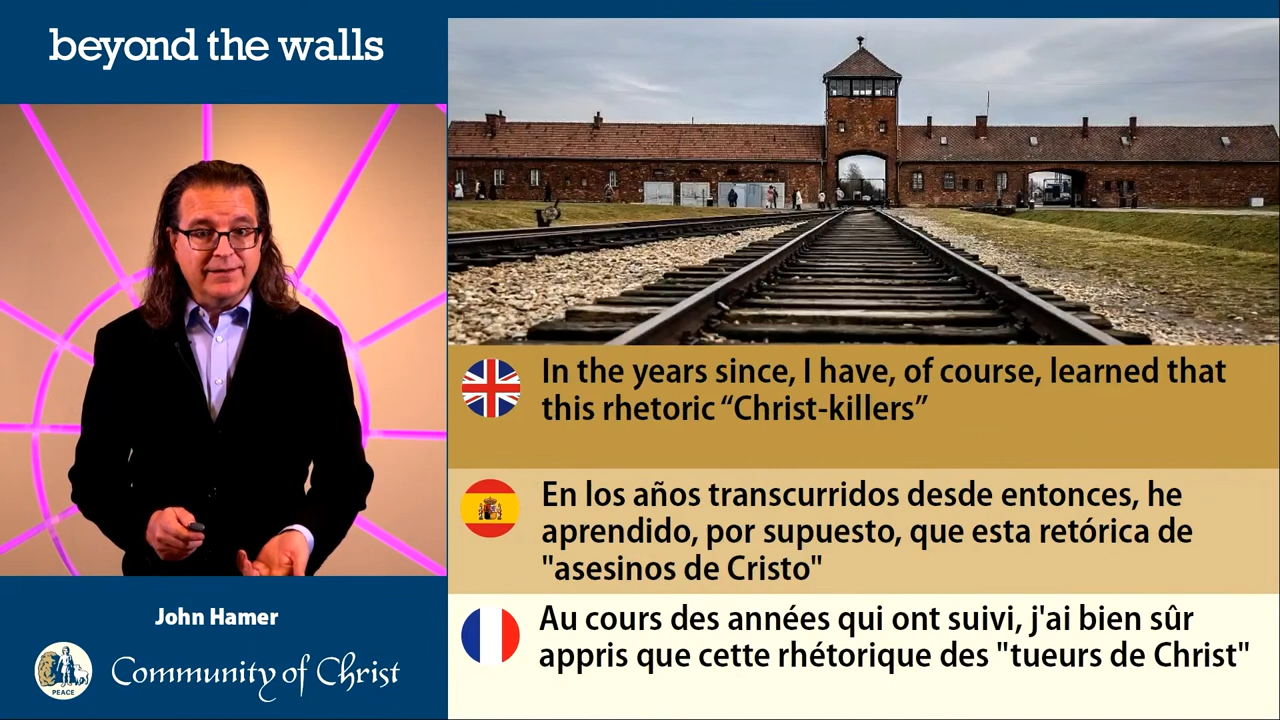 beyond the walls
In the years since, I have, of course, learned that
this rhetoric “Christ-killers”
En los años transcurridos desde entonces, he
aprendido, por supuesto, que esta retórica de
"asesinos de Cristo"
Au cours des années qui ont suivi, j'ai bien sûr
appris que cette rhétorique des "tueurs de Christ"
John Hamer
PEACE
Community of Christ